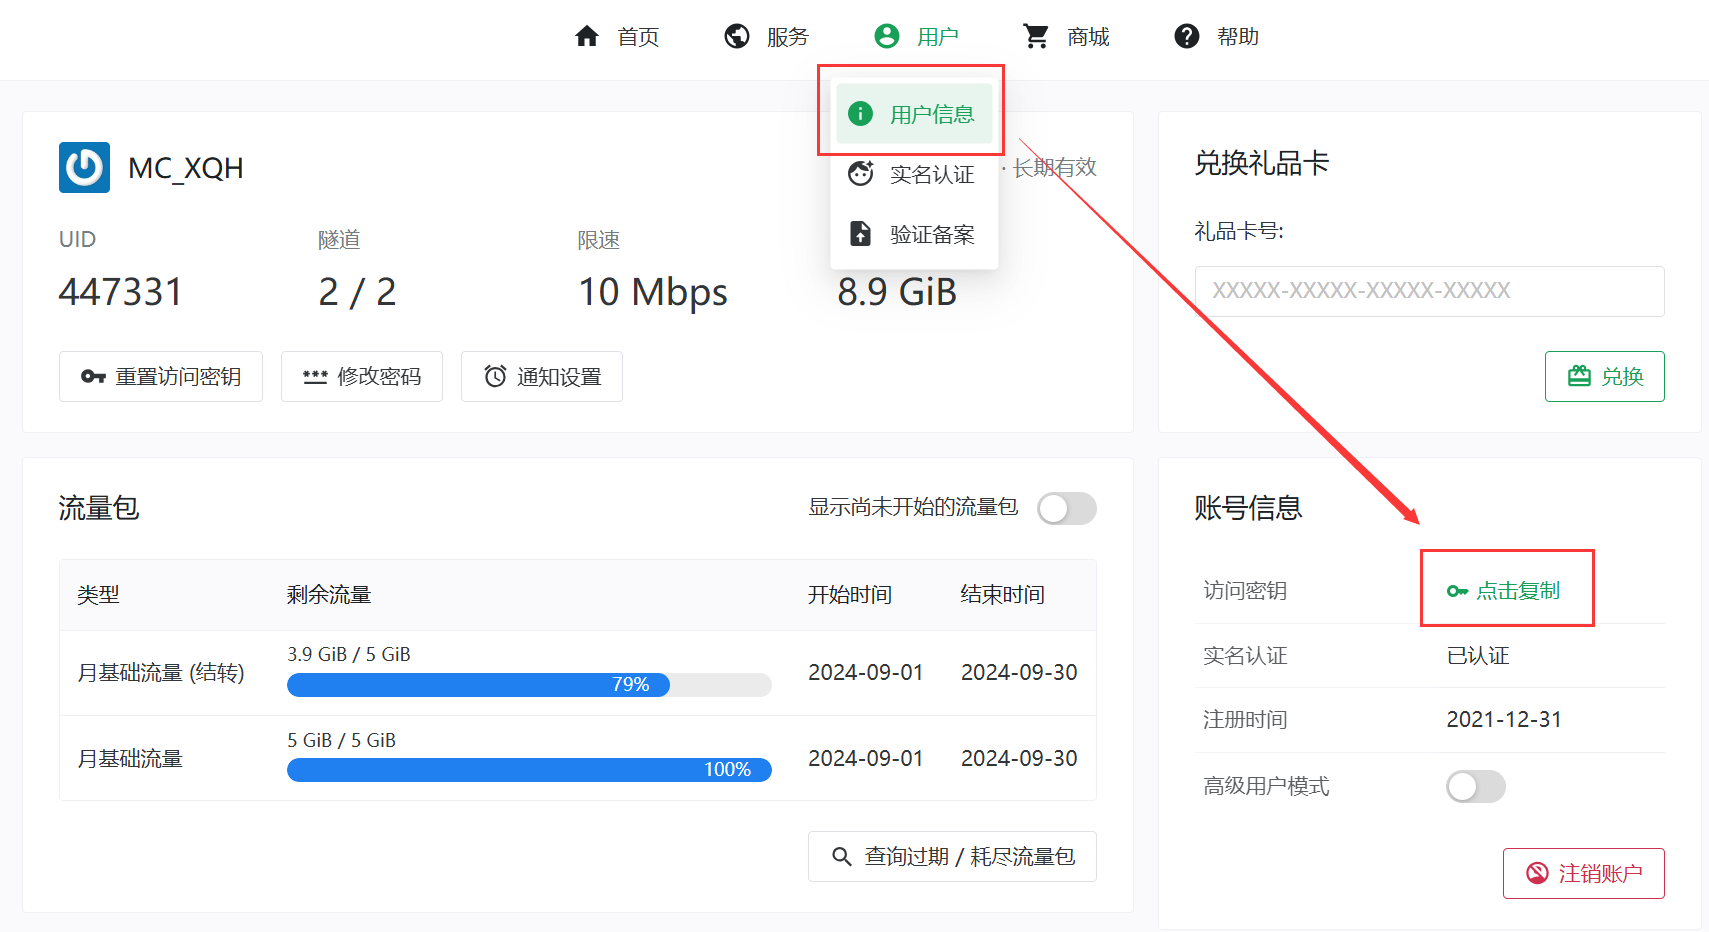 首页 服务 用户 商城 帮助
用户信息
实名认证
验证备案
MC_XQH
· 长期有效
UID 隧道 限速
447331 2 / 2 10 Mbps 8.9 GiB
重置访问密钥 修改密码 通知设置
兑换礼品卡
礼品卡号:
XXXXX-XXXXX-XXXXX-XXXXX
兑换
流量包
显示尚未开始的流量包
类型 剩余流量 开始时间 结束时间
月基础流量 (结转) 3.9 GiB / 5 GiB 79% 2024-09-01 2024-09-30
月基础流量 5 GiB / 5 GiB 100% 2024-09-01 2024-09-30
查询过期 / 耗尽流量包
账号信息
访问密钥 点击复制
实名认证 已认证
注册时间 2021-12-31
高级用户模式
注销账户